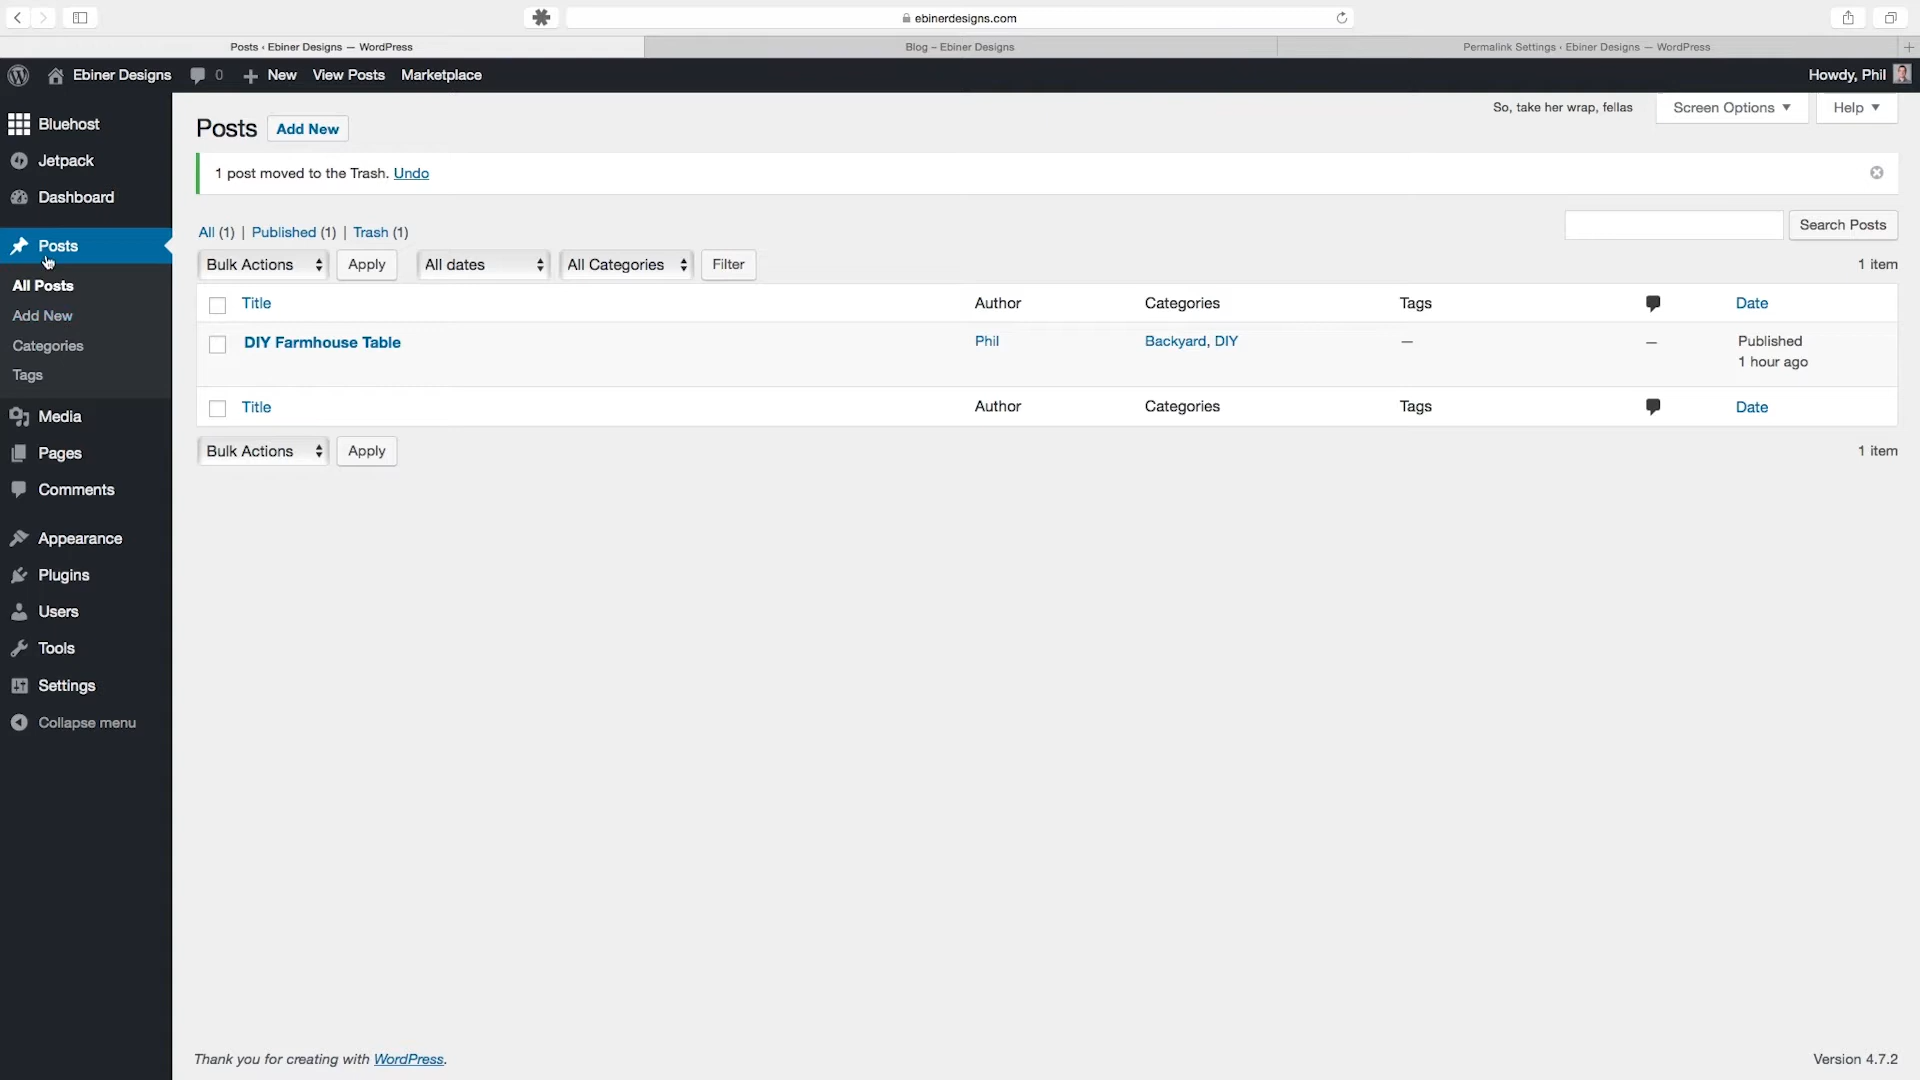 ebinerdesigns.com
Posts ‹ Ebiner Designs — WordPress
Blog – Ebiner Designs
Permalink Settings ‹ Ebiner Designs — WordPress
Ebiner Designs
0
New
View Posts
Marketplace
Howdy, Phil
Bluehost
Jetpack
Dashboard
Posts
All Posts
Add New
Categories
Tags
Media
Pages
Comments
Appearance
Plugins
Users
Tools
Settings
Collapse menu
So, take her wrap, fellas
Screen Options
Help
Posts
Add New
1 post moved to the Trash. Undo
All (1) | Published (1) | Trash (1)
Search Posts
Bulk Actions
Apply
All dates
All Categories
Filter
1 item
Title
Author
Categories
Tags
Date
DIY Farmhouse Table
Phil
Backyard, DIY
—
—
Published
1 hour ago
Title
Author
Categories
Tags
Date
Bulk Actions
Apply
1 item
Thank you for creating with WordPress.
Version 4.7.2